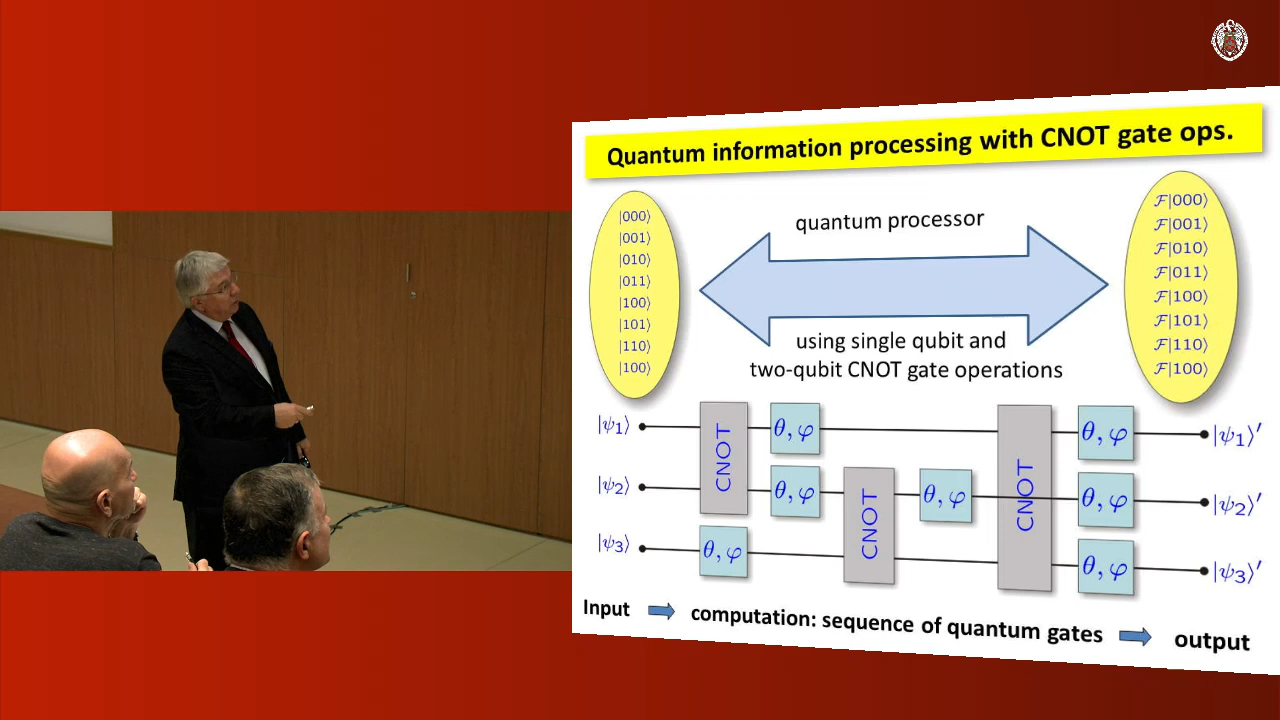 Quantum information processing with CNOT gate ops.
|000⟩
|001⟩
|010⟩
|011⟩
|100⟩
|101⟩
|110⟩
|100⟩
quantum processor
using single qubit and
two-qubit CNOT gate operations
ℱ|000⟩
ℱ|001⟩
ℱ|010⟩
ℱ|011⟩
ℱ|100⟩
ℱ|101⟩
ℱ|110⟩
ℱ|100⟩
|ψ1⟩ CNOT θ, φ CNOT θ, φ |ψ1⟩′
|ψ2⟩ θ, φ CNOT θ, φ θ, φ |ψ2⟩′
|ψ3⟩ θ, φ θ, φ |ψ3⟩′
Input computation: sequence of quantum gates output